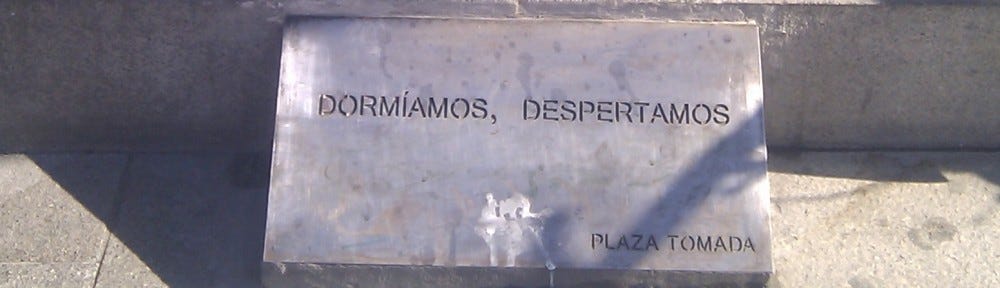 DORMÍAMOS, DESPERTAMOS
PLAZA TOMADA